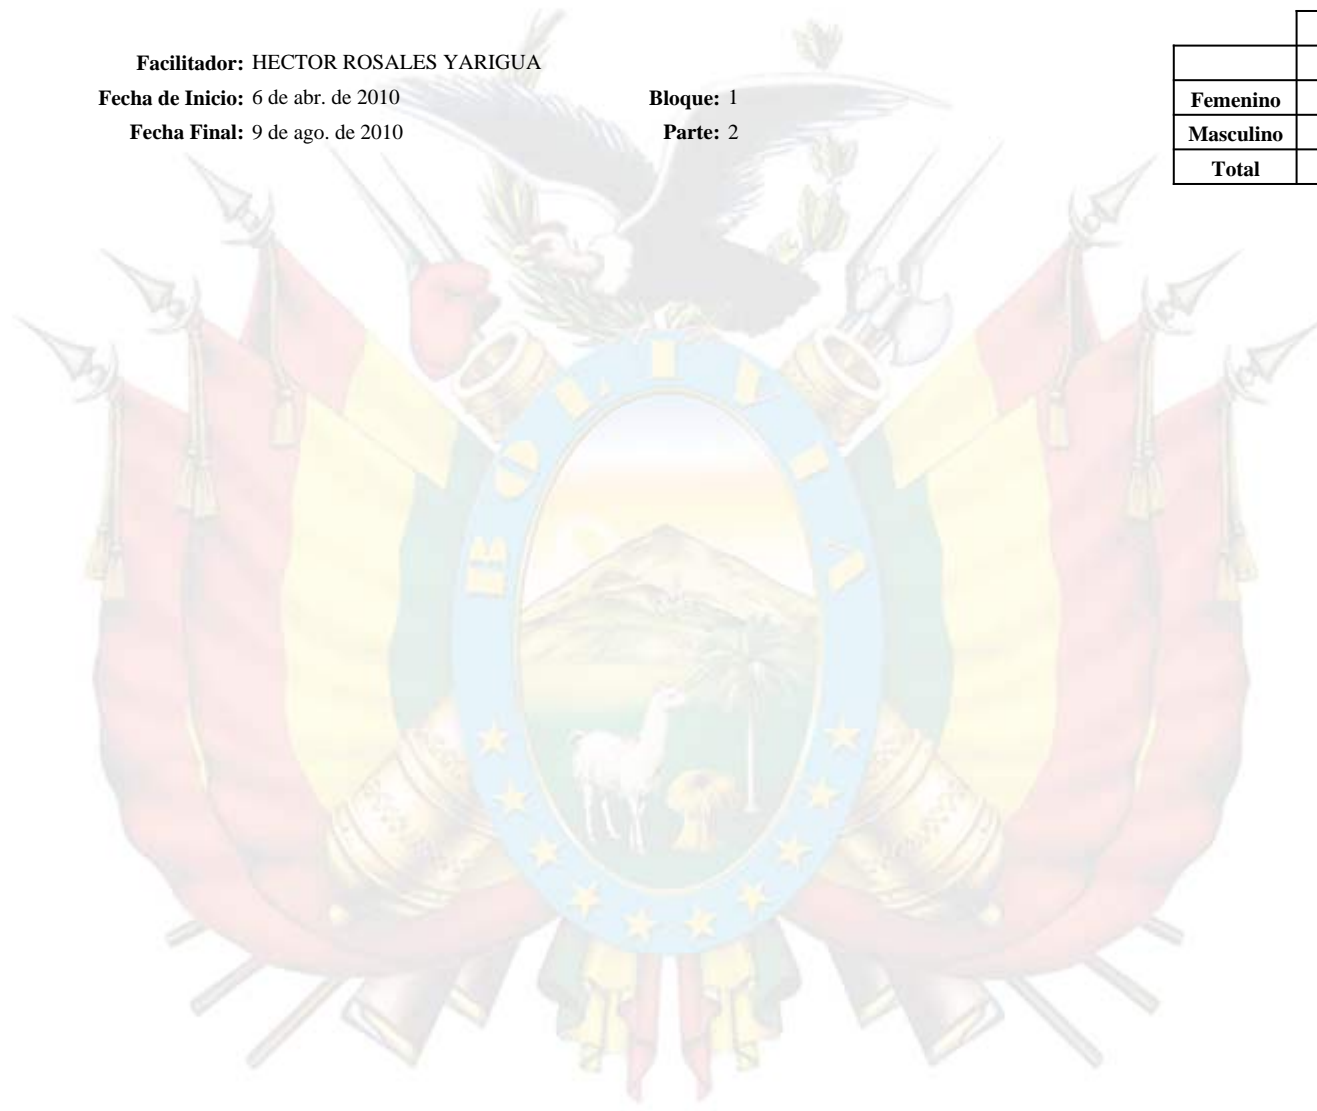 Facilitador: HECTOR ROSALES YARIGUA
Fecha de Inicio: 6 de abr. de 2010 Bloque: 1
Fecha Final: 9 de ago. de 2010 Parte: 2
Femenino
Masculino
Total
BOLIVIA